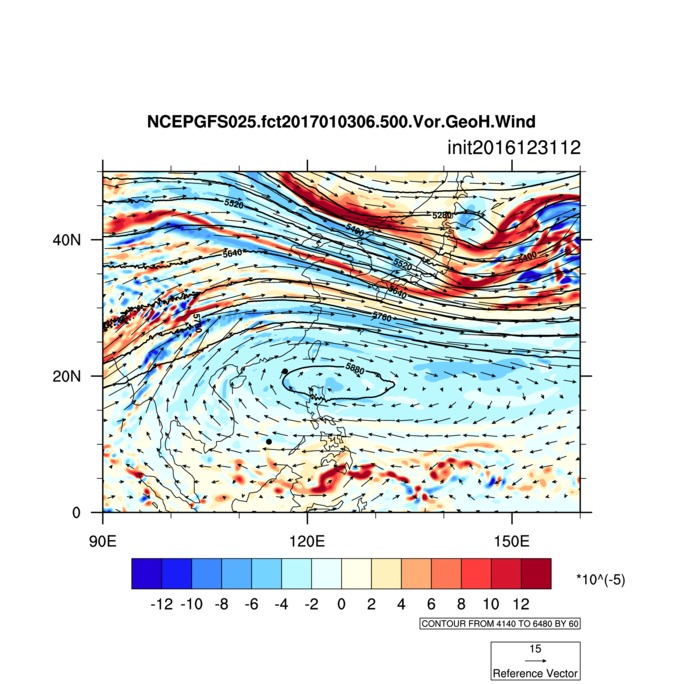 NCEPGFS025.fct2017010306.500.Vor.GeoH.Wind
init2016123112
5520
5280
5460
40N
5640
5520
5400
5640
5760
5760
5880
20N
0
90E 120E 150E
-12 -10 -8 -6 -4 -2 0 2 4 6 8 10 12
*10^(-5)
CONTOUR FROM 4140 TO 6480 BY 60
15
Reference Vector